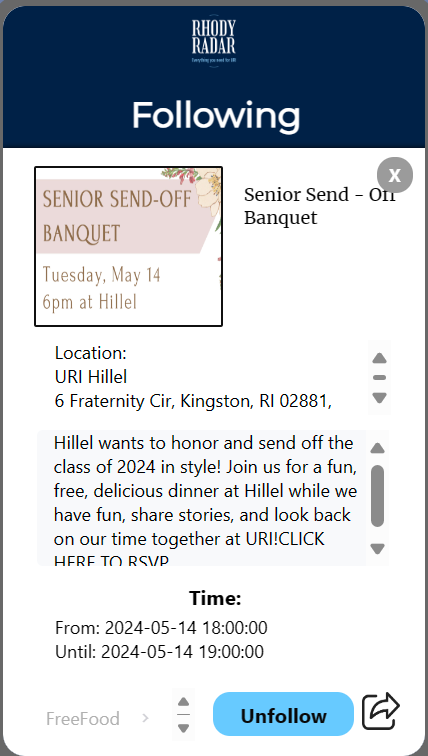 RHODY
RADAR
Everything you need for URI
Following
X
SENIOR SEND-OFF
BANQUET
Tuesday, May 14
6pm at Hillel
Senior Send - Off
Banquet
Location:
URI Hillel
6 Fraternity Cir, Kingston, RI 02881,
Hillel wants to honor and send off the
class of 2024 in style! Join us for a fun,
free, delicious dinner at Hillel while we
have fun, share stories, and look back
on our time together at URI!CLICK
HERE TO RSVP
Time:
From: 2024-05-14 18:00:00
Until: 2024-05-14 19:00:00
FreeFood
Unfollow